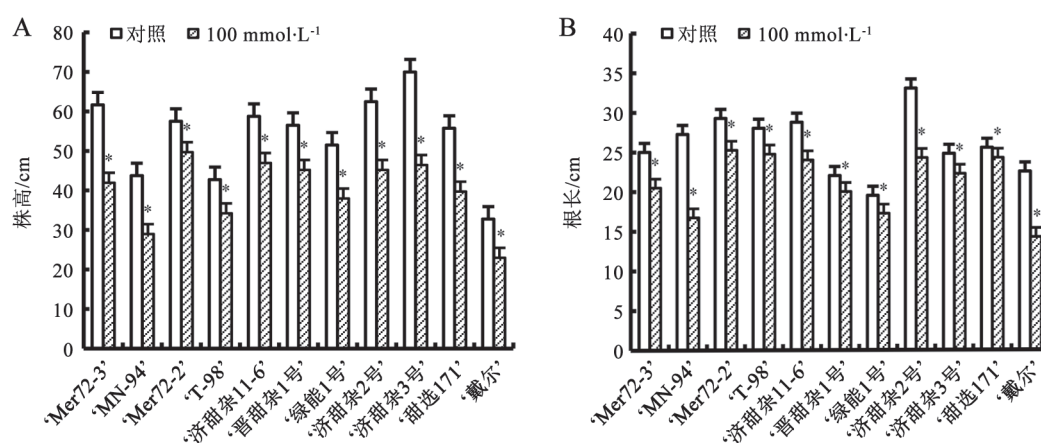 A
对照 100 mmol·L⁻¹
株高/cm
80
70
60
50
40
30
20
10
0
*
*
*
*
*
*
*
*
*
*
*
‘Mer72-3’
‘MN-94’
‘Mer72-2’
‘T-98’
‘济甜杂11-6’
‘晋甜杂1号’
‘绿能1号’
‘济甜杂2号’
‘济甜杂3号’
‘甜选171’
‘戴尔’
B
对照 100 mmol·L⁻¹
根长/cm
40
35
30
25
20
15
10
5
0
*
*
*
*
*
*
*
*
*
*
*
‘Mer72-3’
‘MN-94’
‘Mer72-2’
‘T-98’
‘济甜杂11-6’
‘晋甜杂1号’
‘绿能1号’
‘济甜杂2号’
‘济甜杂3号’
‘甜选171’
‘戴尔’